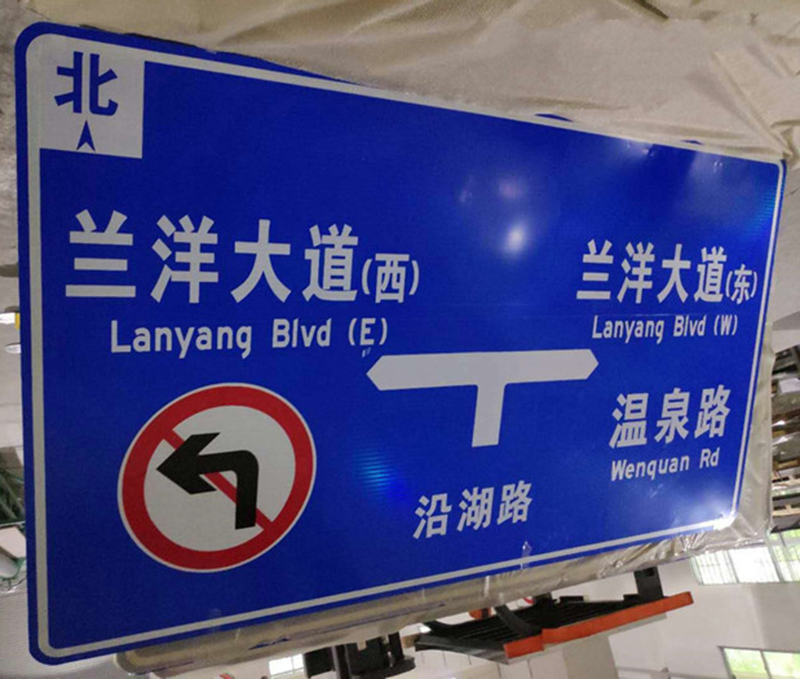 北
兰洋大道(西)
Lanyang Blvd (E)
兰洋大道(东)
Lanyang Blvd (W)
温泉路
Wenquan Rd
沿湖路